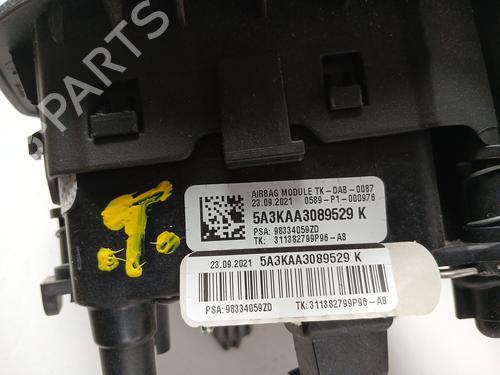 PARTS
AIRBAG MODULE TK-DAB-0087
23.09.2021 0589-P1-000976
5A3KAA3089529 K
PSA: 98334059ZD
TK: 311382799P96-AB
23.09.2021 5A3KAA3089529 K
PSA: 98334059ZD TK:311382799P96-AB